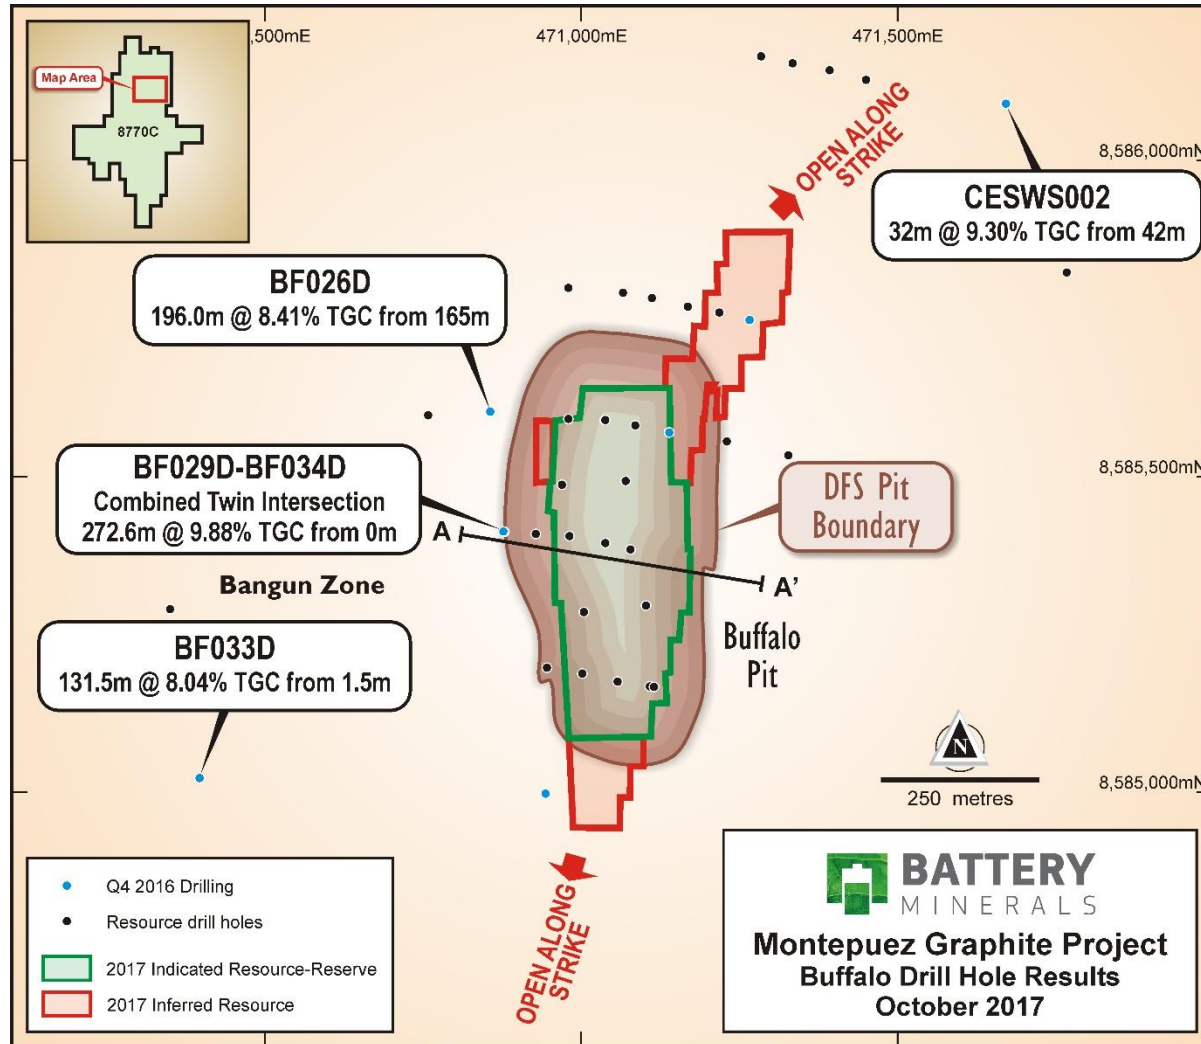 ,500mE
471,000mE
471,500mE
Map Area
8770C
OPEN ALONG
STRIKE
8,586,000mN
CESWS002
32m @ 9.30% TGC from 42m
BF026D
196.0m @ 8.41% TGC from 165m
BF029D-BF034D
Combined Twin Intersection
272.6m @ 9.88% TGC from 0m
8,585,500mN
DFS Pit
Boundary
A
A'
Bangun Zone
Buffalo
Pit
BF033D
131.5m @ 8.04% TGC from 1.5m
N
250 metres
8,585,000mN
OPEN ALONG
STRIKE
Q4 2016 Drilling
Resource drill holes
2017 Indicated Resource-Reserve
2017 Inferred Resource
BATTERY
MINERALS
Montepuez Graphite Project
Buffalo Drill Hole Results
October 2017